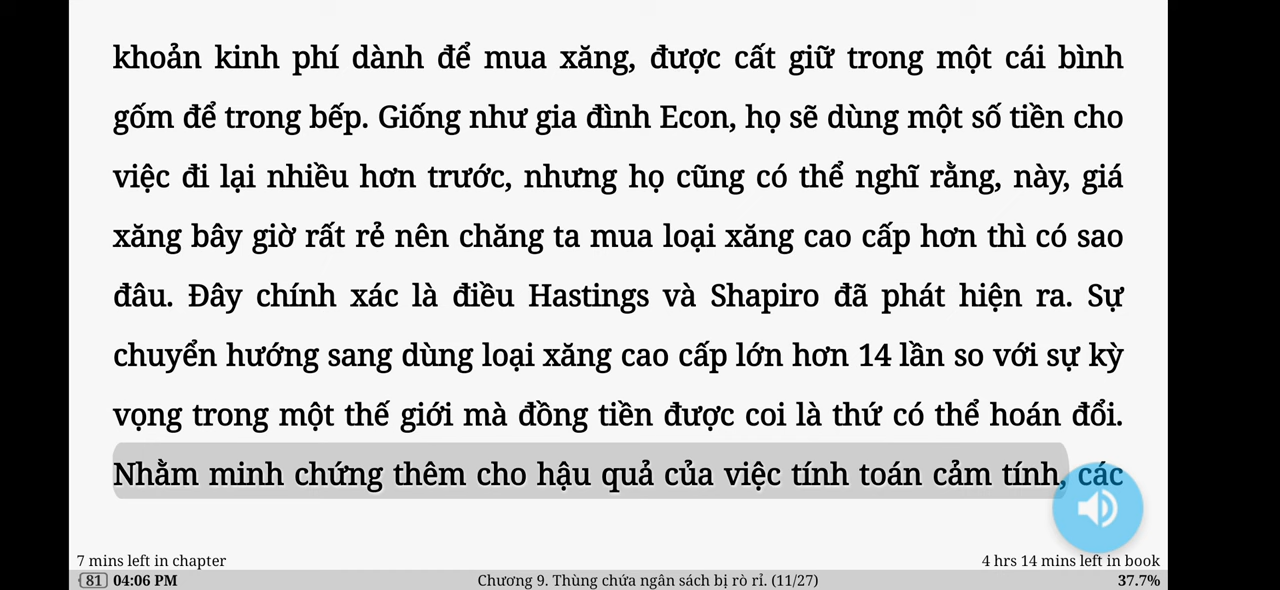 khoản kinh phí dành để mua xăng, được cất giữ trong một cái bình
gốm để trong bếp. Giống như gia đình Econ, họ sẽ dùng một số tiền cho
việc đi lại nhiều hơn trước, nhưng họ cũng có thể nghĩ rằng, này, giá
xăng bây giờ rất rẻ nên chăng ta mua loại xăng cao cấp hơn thì có sao
đâu. Đây chính xác là điều Hastings và Shapiro đã phát hiện ra. Sự
chuyển hướng sang dùng loại xăng cao cấp lớn hơn 14 lần so với sự kỳ
vọng trong một thế giới mà đồng tiền được coi là thứ có thể hoán đổi.
Nhằm minh chứng thêm cho hậu quả của việc tính toán cảm tính, các
7 mins left in chapter
4 hrs 14 mins left in book
81 04:06 PM
Chương 9. Thùng chứa ngân sách bị rò rỉ. (11/27)
37.7%